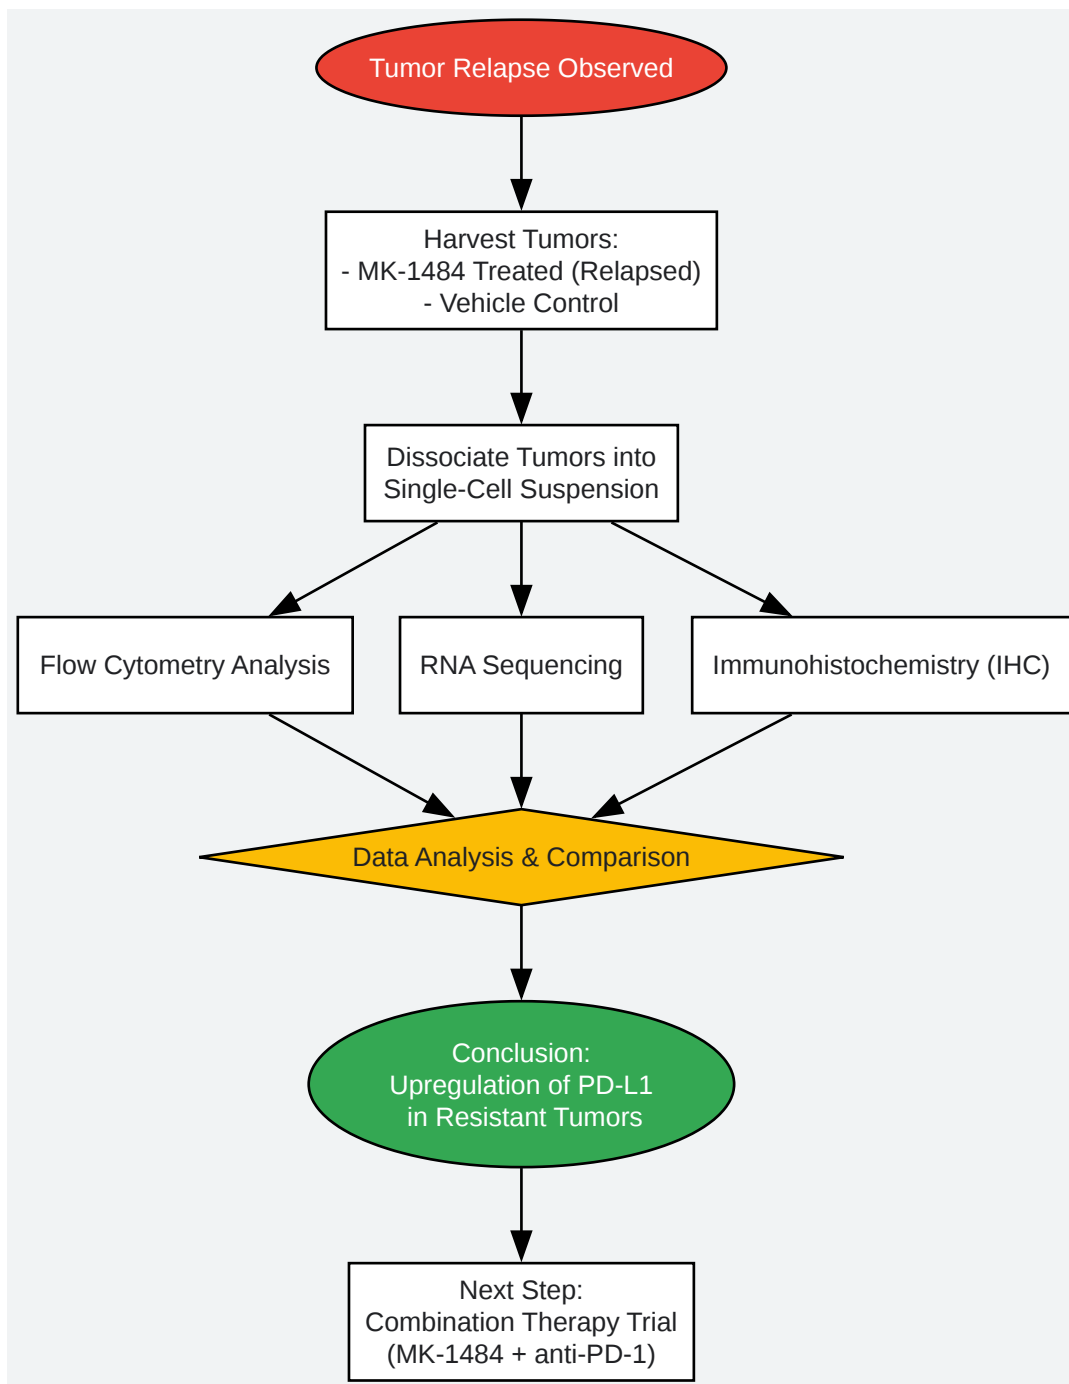 Tumor Relapse Observed
Harvest Tumors:
- MK-1484 Treated (Relapsed)
- Vehicle Control
Dissociate Tumors into
Single-Cell Suspension
Flow Cytometry Analysis
RNA Sequencing
Immunohistochemistry (IHC)
Data Analysis & Comparison
Conclusion:
Upregulation of PD-L1
in Resistant Tumors
Next Step:
Combination Therapy Trial
(MK-1484 + anti-PD-1)